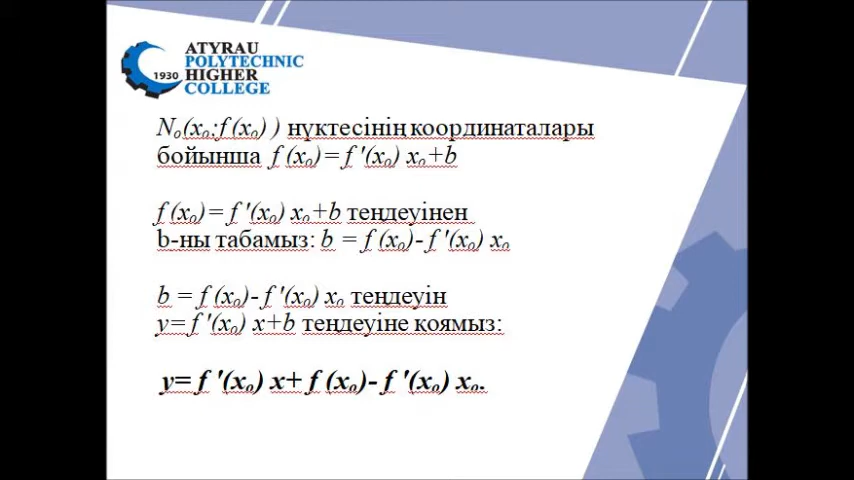 ATYRAU
POLYTECHNIC
1930 HIGHER
COLLEGE
N₀(x₀;f (x₀) ) нүктесінің координаталары
бойынша f (x₀)= f '(x₀) x₀+b
f (x₀)= f '(x₀) x₀+b теңдеуінен
b-ны табамыз: b = f (x₀)- f '(x₀) x₀
b = f (x₀)- f '(x₀) x₀ теңдеуін
y= f '(x₀) x+b теңдеуіне қоямыз:
y= f '(x₀) x+ f (x₀)- f '(x₀) x₀.